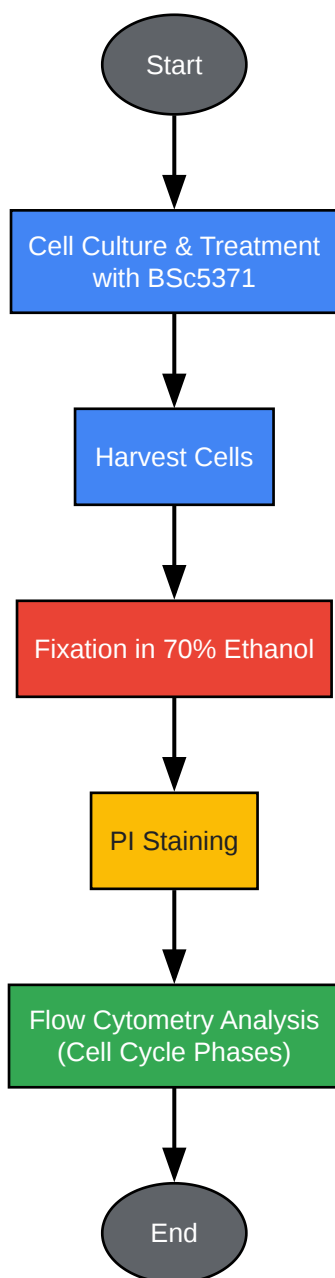 Start
Cell Culture & Treatment
with BSc5371
Harvest Cells
Fixation in 70% Ethanol
PI Staining
Flow Cytometry Analysis
(Cell Cycle Phases)
End